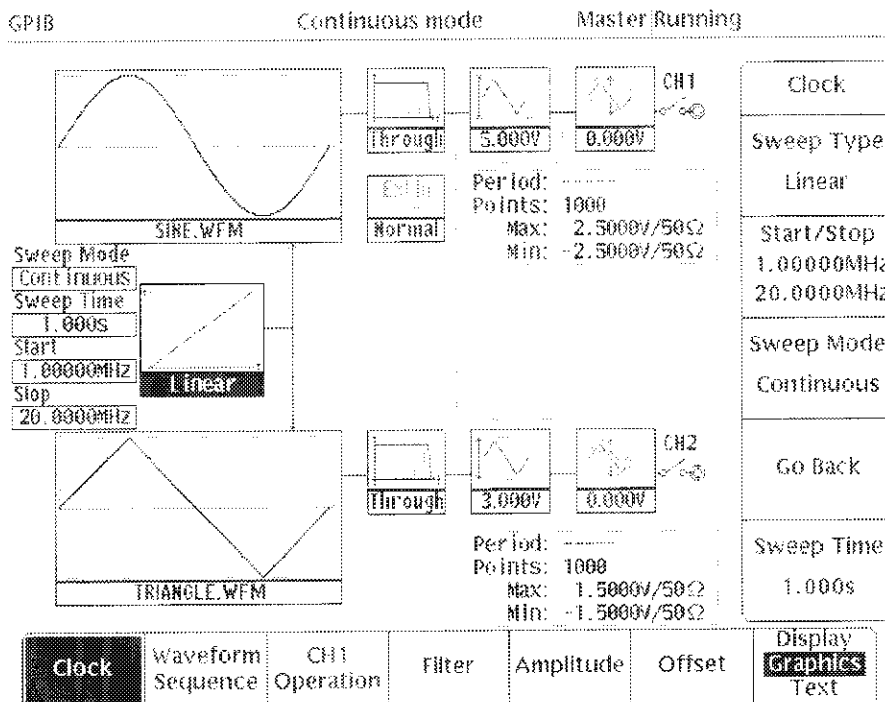 GPIB Continuous mode Master Running
CH1
Through 5.000V 0.000V
Ext In
Normal
Period: ------
Points: 1000
Max: 2.5000V/50Ω
Min: -2.5000V/50Ω
SINE.WFM
Sweep Mode
Continuous
Sweep Time
1.000s
Start
1.00000MHz
Stop
20.0000MHz
Linear
CH2
Through 3.000V 0.000V
Period: ------
Points: 1000
Max: 1.5000V/50Ω
Min: -1.5000V/50Ω
TRIANGLE.WFM
Clock
Sweep Type
Linear
Start/Stop
1.00000MHz
20.0000MHz
Sweep Mode
Continuous
Go Back
Sweep Time
1.000s
Clock
Waveform
Sequence
CH1
Operation
Filter
Amplitude
Offset
Display
Graphics
Text